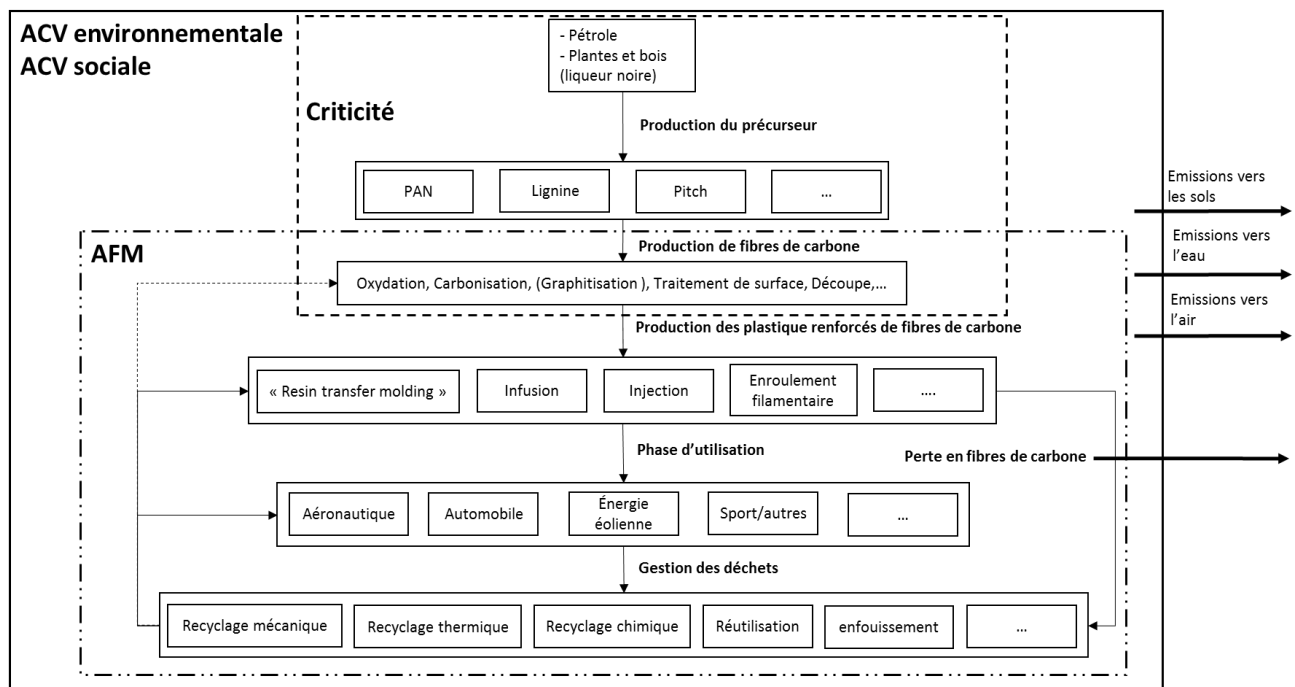 ACV environnementale
ACV sociale
- Pétrole
- Plantes et bois
(liqueur noire)
Criticité
Production du précurseur
PAN
Lignine
Pitch
...
Emissions vers
les sols
AFM
Production de fibres de carbone
Emissions vers
l'eau
Oxydation, Carbonisation, (Graphitisation ), Traitement de surface, Découpe,...
Emissions vers
l'air
Production des plastique renforcés de fibres de carbone
« Resin transfer molding »
Infusion
Injection
Enroulement
filamentaire
....
Phase d'utilisation
Perte en fibres de carbone
Aéronautique
Automobile
Énergie
éolienne
Sport/autres
...
Gestion des déchets
Recyclage mécanique
Recyclage thermique
Recyclage chimique
Réutilisation
enfouissement
...